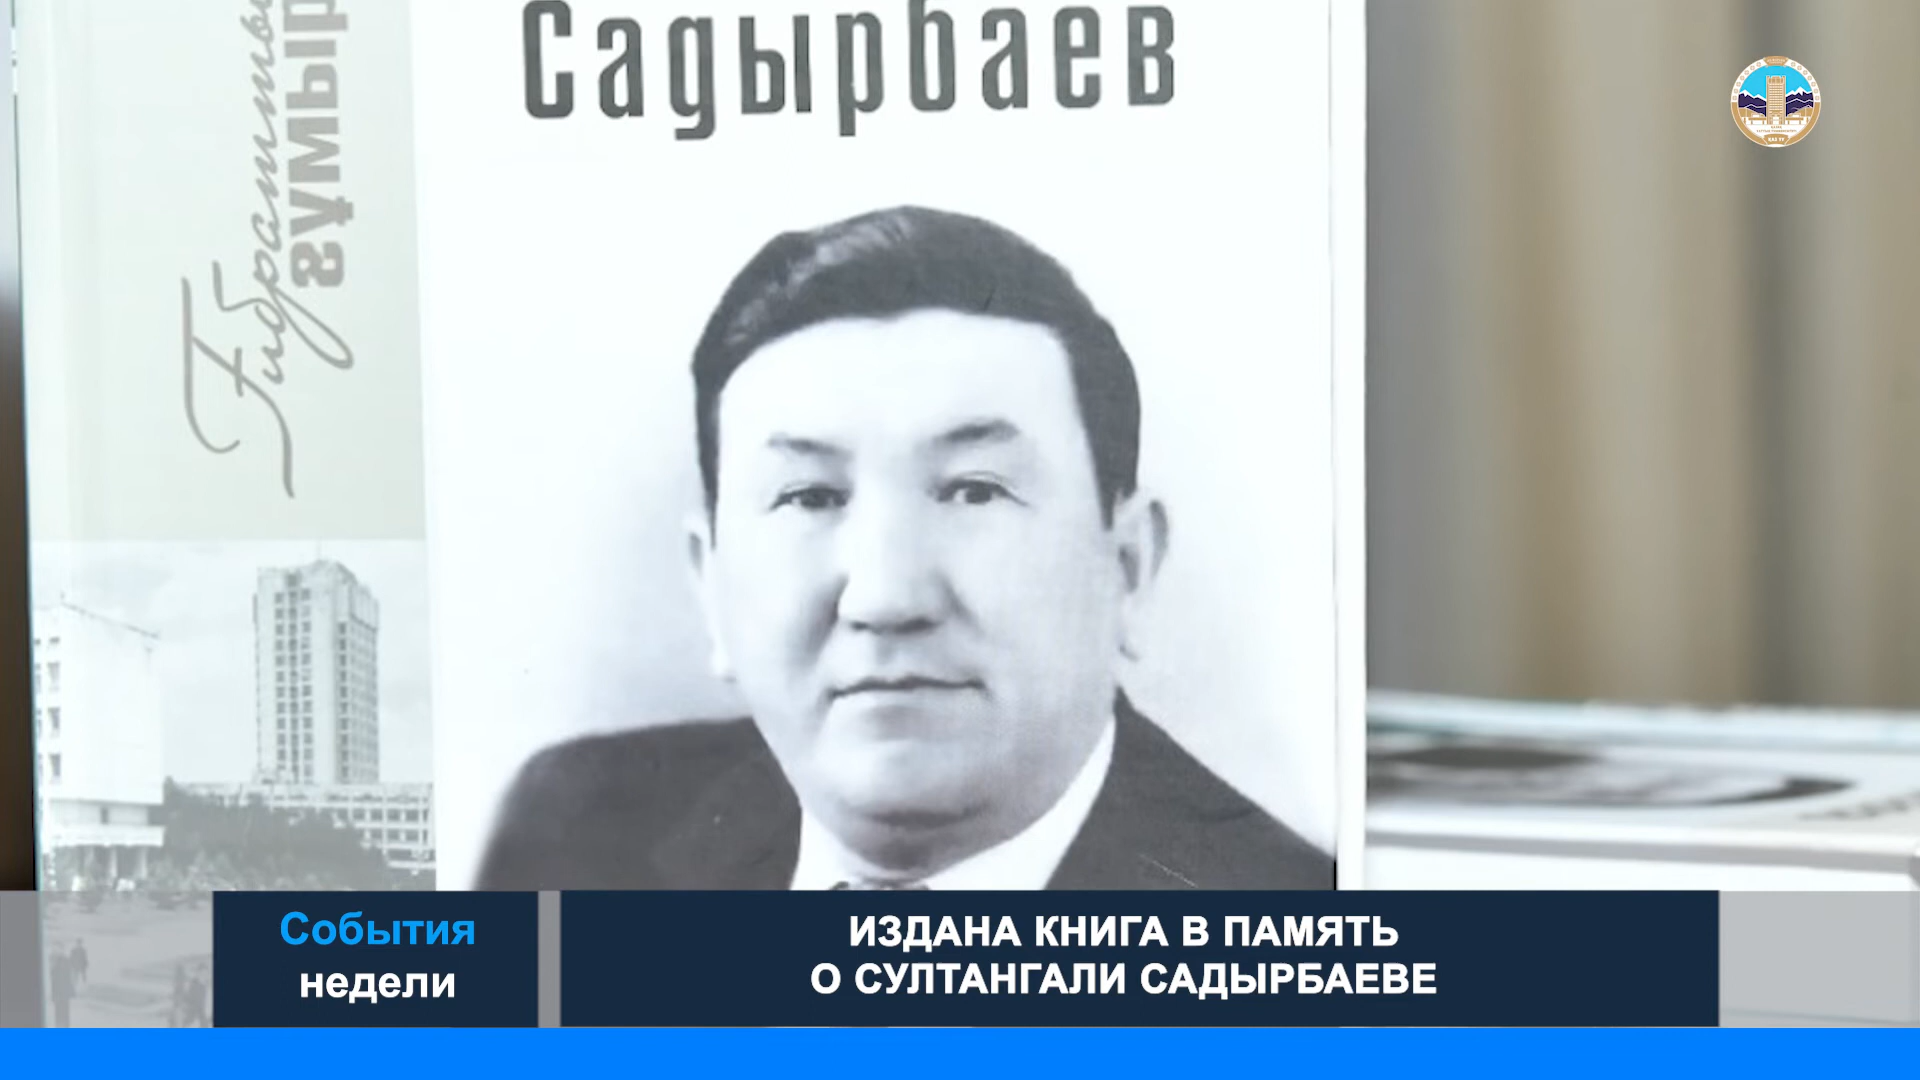 Садырбаев
Ғибратты
ғұмыр
События
недели
ИЗДАНА КНИГА В ПАМЯТЬ
О СУЛТАНГАЛИ САДЫРБАЕВЕ